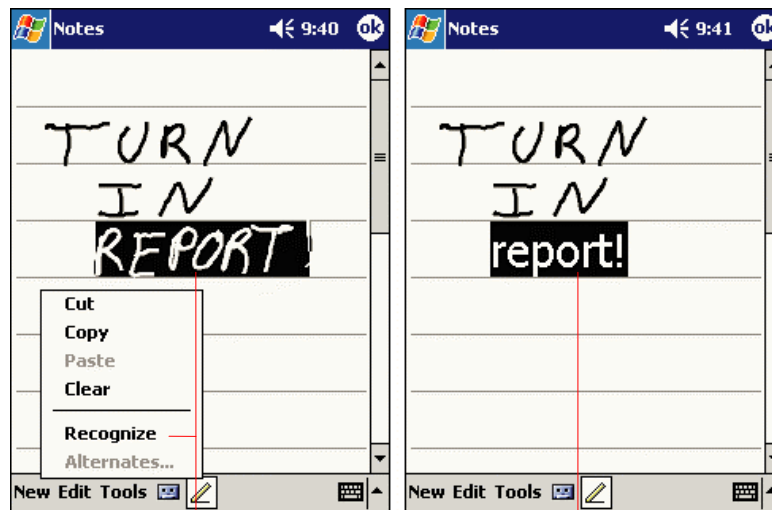 Notes 9:40 ok
TURN
IN
REPORT!
Cut
Copy
Paste
Clear
Recognize
Alternates...
New Edit Tools
Notes 9:41 ok
TURN
IN
report!
New Edit Tools